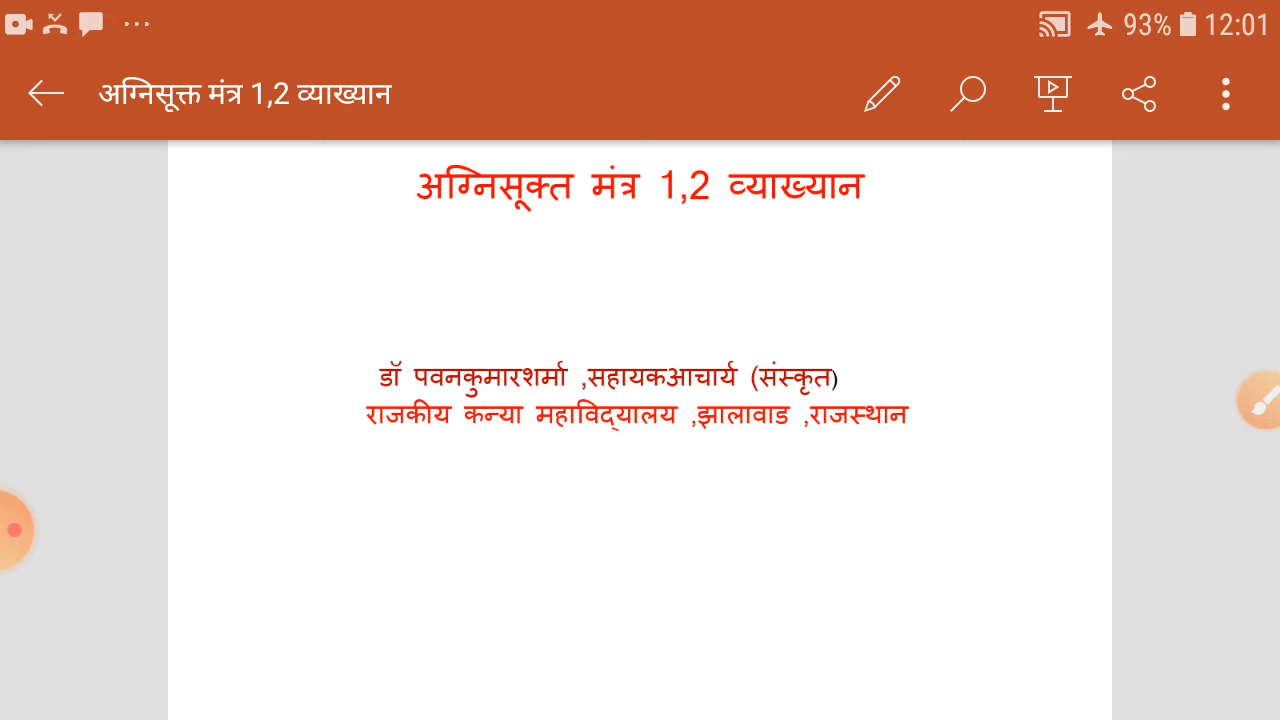 93% 12:01
अग्निसूक्त मंत्र 1,2 व्याख्यान
अग्निसूक्त मंत्र 1,2 व्याख्यान
डॉ पवनकुमारशर्मा ,सहायकआचार्य (संस्कृत)
राजकीय कन्या महाविद्यालय ,झालावाड ,राजस्थान